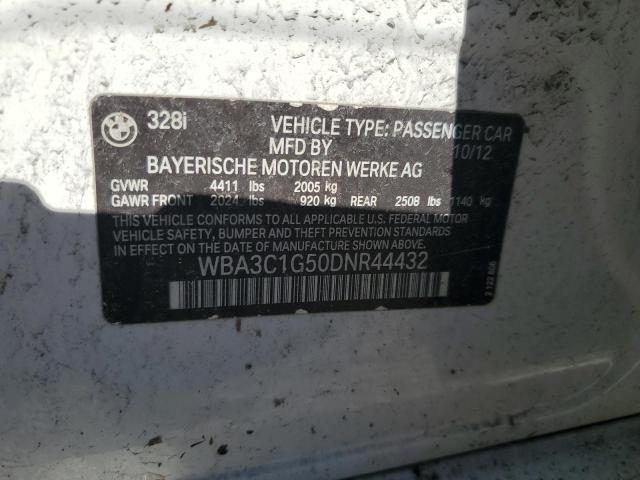 328i VEHICLE TYPE: PASSENGER CAR
MFD BY 10/12
BAYERISCHE MOTOREN WERKE AG
GVWR 4411 lbs 2005 kg
GAWR FRONT 2024 lbs 920 kg REAR 2508 lbs 1140 kg
THIS VEHICLE CONFORMS TO ALL APPLICABLE U.S. FEDERAL MOTOR
VEHICLE SAFETY, BUMPER AND THEFT PREVENTION STANDARDS
IN EFFECT ON THE DATE OF MANUFACTURE SHOWN ABOVE.
WBA3C1G50DNR44432